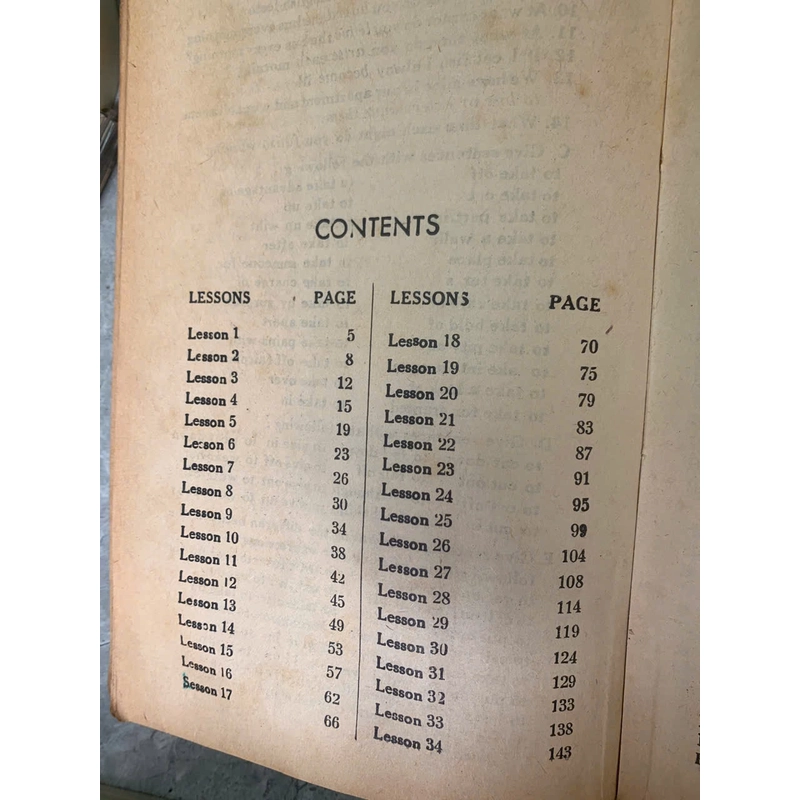 CONTENTS
LESSONS PAGE
Lesson 1 5
Lesson 2 8
Lesson 3 12
Lesson 4 15
Lesson 5 19
Lesson 6 23
Lesson 7 26
Lesson 8 30
Lesson 9 34
Lesson 10 38
Lesson 11 42
Lesson 12 45
Lesson 13 49
Lesson 14 53
Lesson 15 57
Lesson 16 62
Sesson 17 66
LESSONS PAGE
Lesson 18 70
Lesson 19 75
Lesson 20 79
Lesson 21 83
Lesson 22 87
Lesson 23 91
Lesson 24 95
Lesson 25 99
Lesson 26 104
Lesson 27 108
Lesson 28 114
Lesson 29 119
Lesson 30 124
Lesson 31 129
Lesson 32 133
Lesson 33 138
Lesson 34 143